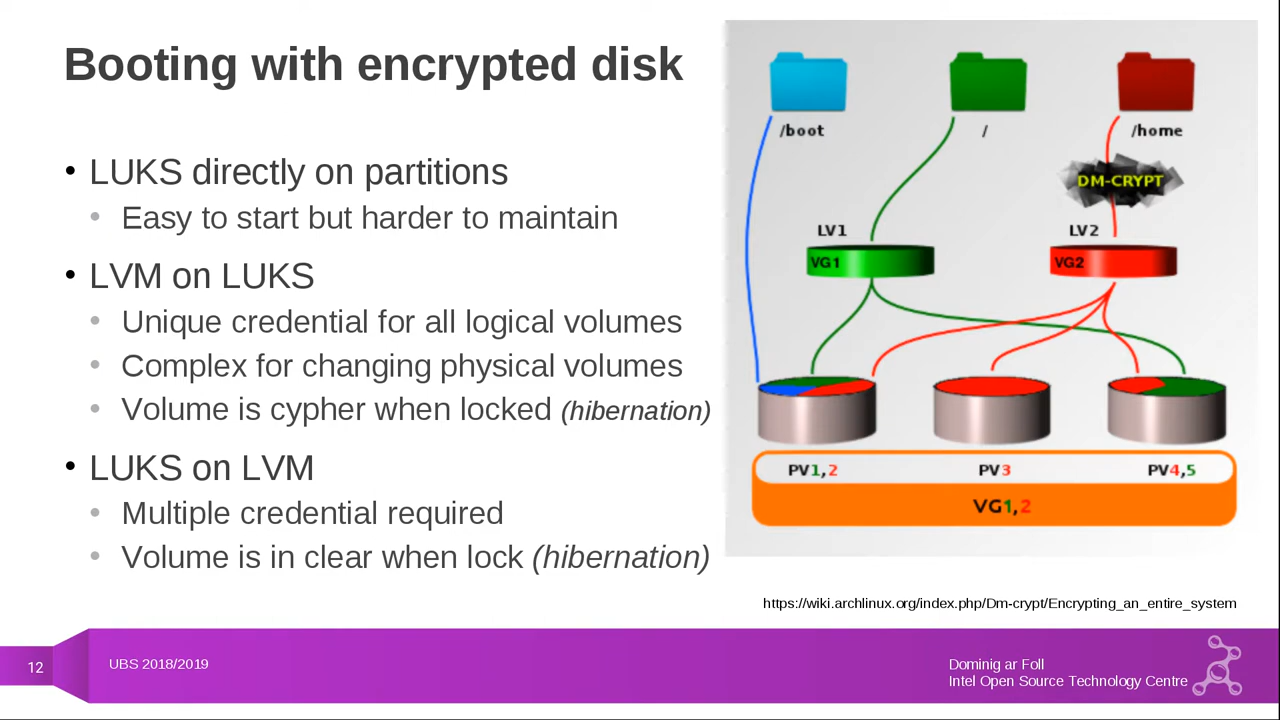 Booting with encrypted disk
• LUKS directly on partitions
• Easy to start but harder to maintain
• LVM on LUKS
• Unique credential for all logical volumes
• Complex for changing physical volumes
• Volume is cypher when locked (hibernation)
• LUKS on LVM
• Multiple credential required
• Volume is in clear when lock (hibernation)
/boot
/
/home
DM-CRYPT
LV1
LV2
VG1
VG2
PV1,2
PV3
PV4,5
VG1,2
https://wiki.archlinux.org/index.php/Dm-crypt/Encrypting_an_entire_system
12
UBS 2018/2019
Dominig ar Foll
Intel Open Source Technology Centre